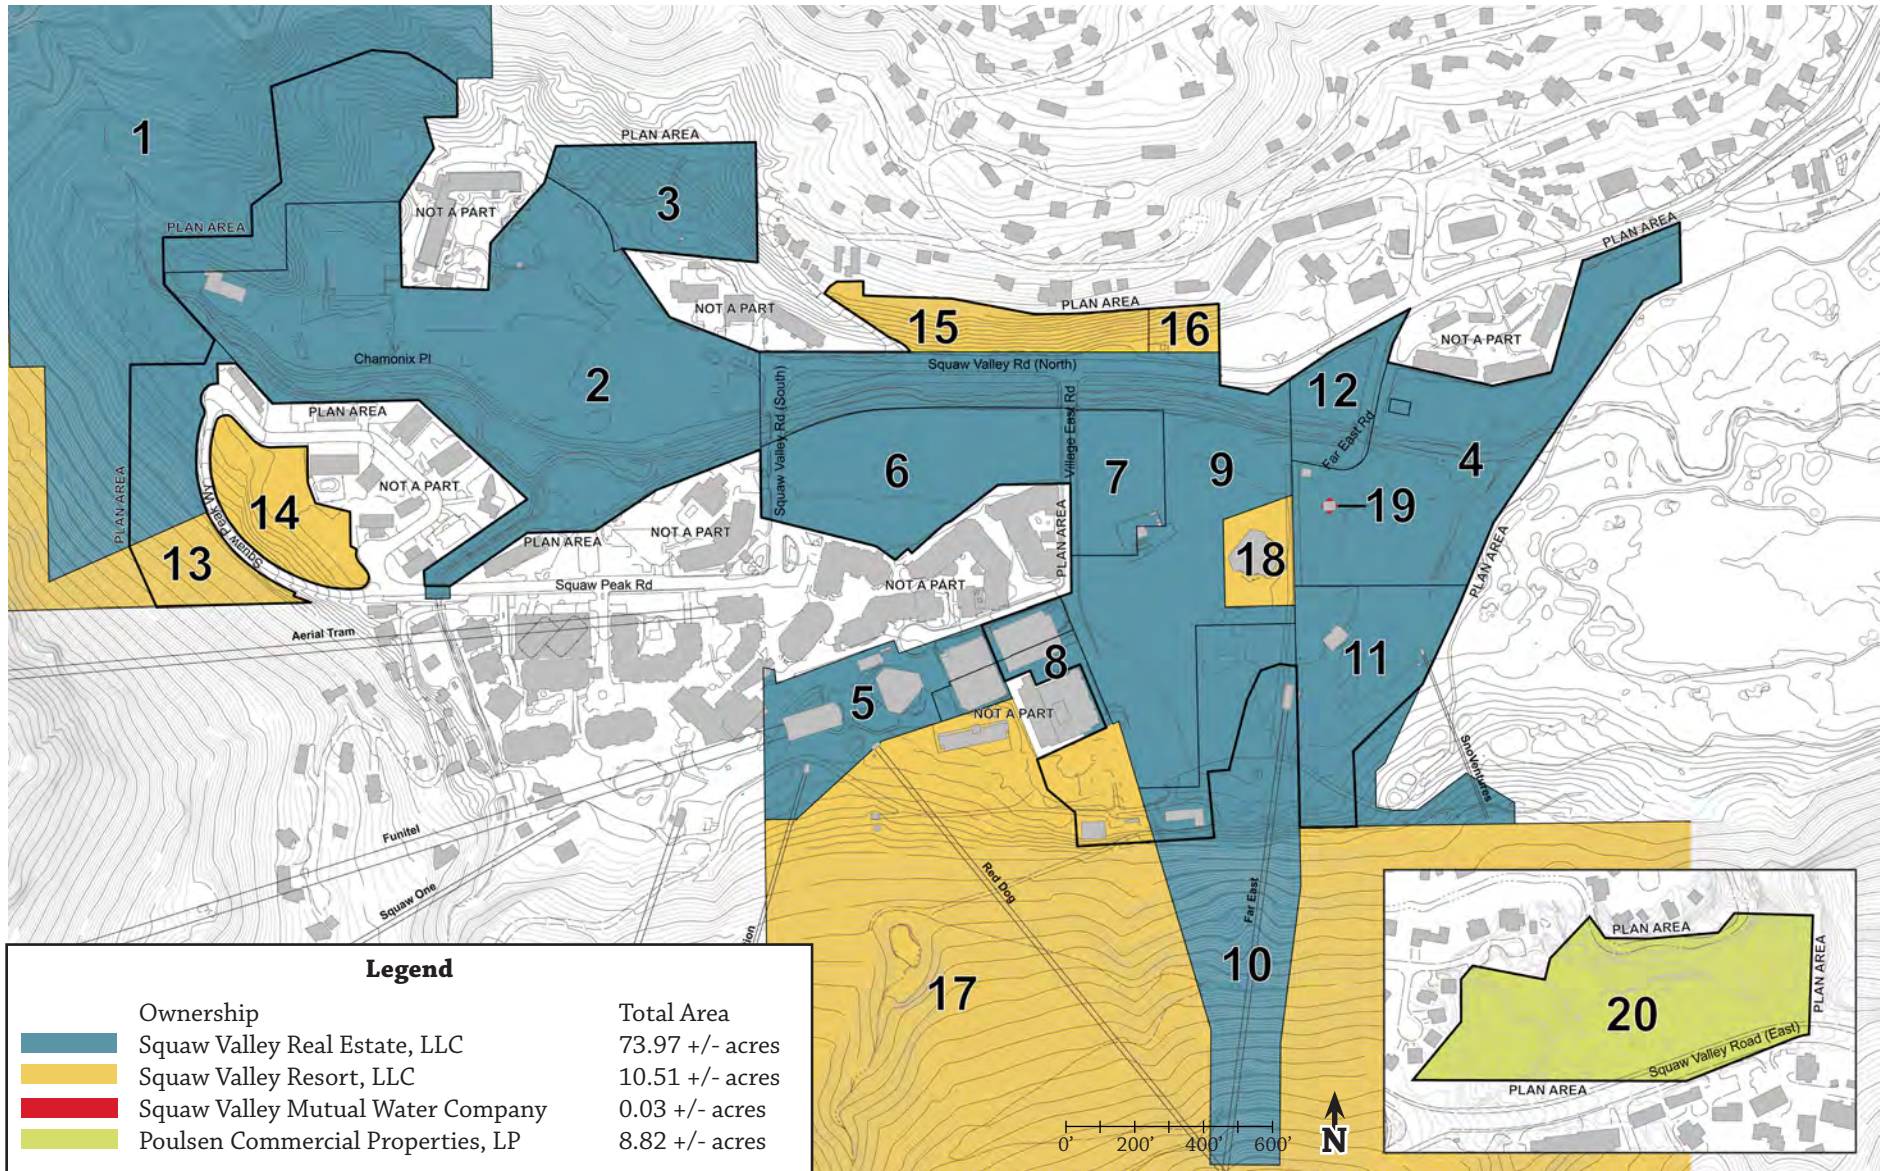 1
PLAN AREA
3
NOT A PART
PLAN AREA
PLAN AREA
NOT A PART
PLAN AREA
15
16
NOT A PART
Chamonix Pl
2
Squaw Valley Rd (North)
12
PLAN AREA
Squaw Valley Rd (South)
Village East Rd
Far East Rd
6
7
9
4
NOT A PART
14
19
PLAN AREA
Squaw Peak Wy
NOT A PART
PLAN AREA
PLAN AREA
13
PLAN AREA
18
Squaw Peak Rd
NOT A PART
PLAN AREA
Aerial Tram
8
11
5
NOT A PART
SnoVentures
Funitel
Squaw One
Red Dog
Far East
17
10
Legend
Ownership Total Area
Squaw Valley Real Estate, LLC 73.97 +/- acres
Squaw Valley Resort, LLC 10.51 +/- acres
Squaw Valley Mutual Water Company 0.03 +/- acres
Poulsen Commercial Properties, LP 8.82 +/- acres
0' 200' 400' 600'
N
PLAN AREA
PLAN AREA
20
Squaw Valley Road (East)
PLAN AREA